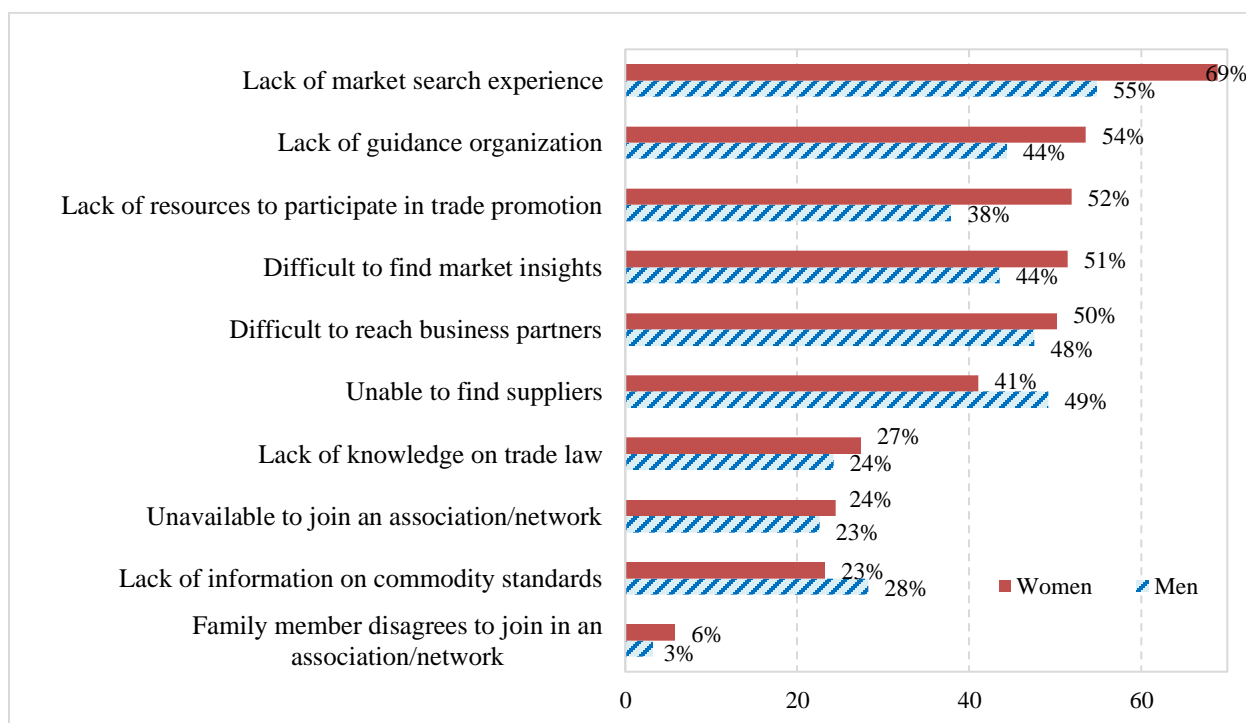 Lack of market search experience
69%
55%
Lack of guidance organization
54%
44%
Lack of resources to participate in trade promotion
52%
38%
Difficult to find market insights
51%
44%
Difficult to reach business partners
50%
48%
Unable to find suppliers
41%
49%
Lack of knowledge on trade law
27%
24%
Unavailable to join an association/network
24%
23%
Lack of information on commodity standards
23%
28%
Women
Men
Family member disagrees to join in an
association/network
6%
3%
0
20
40
60